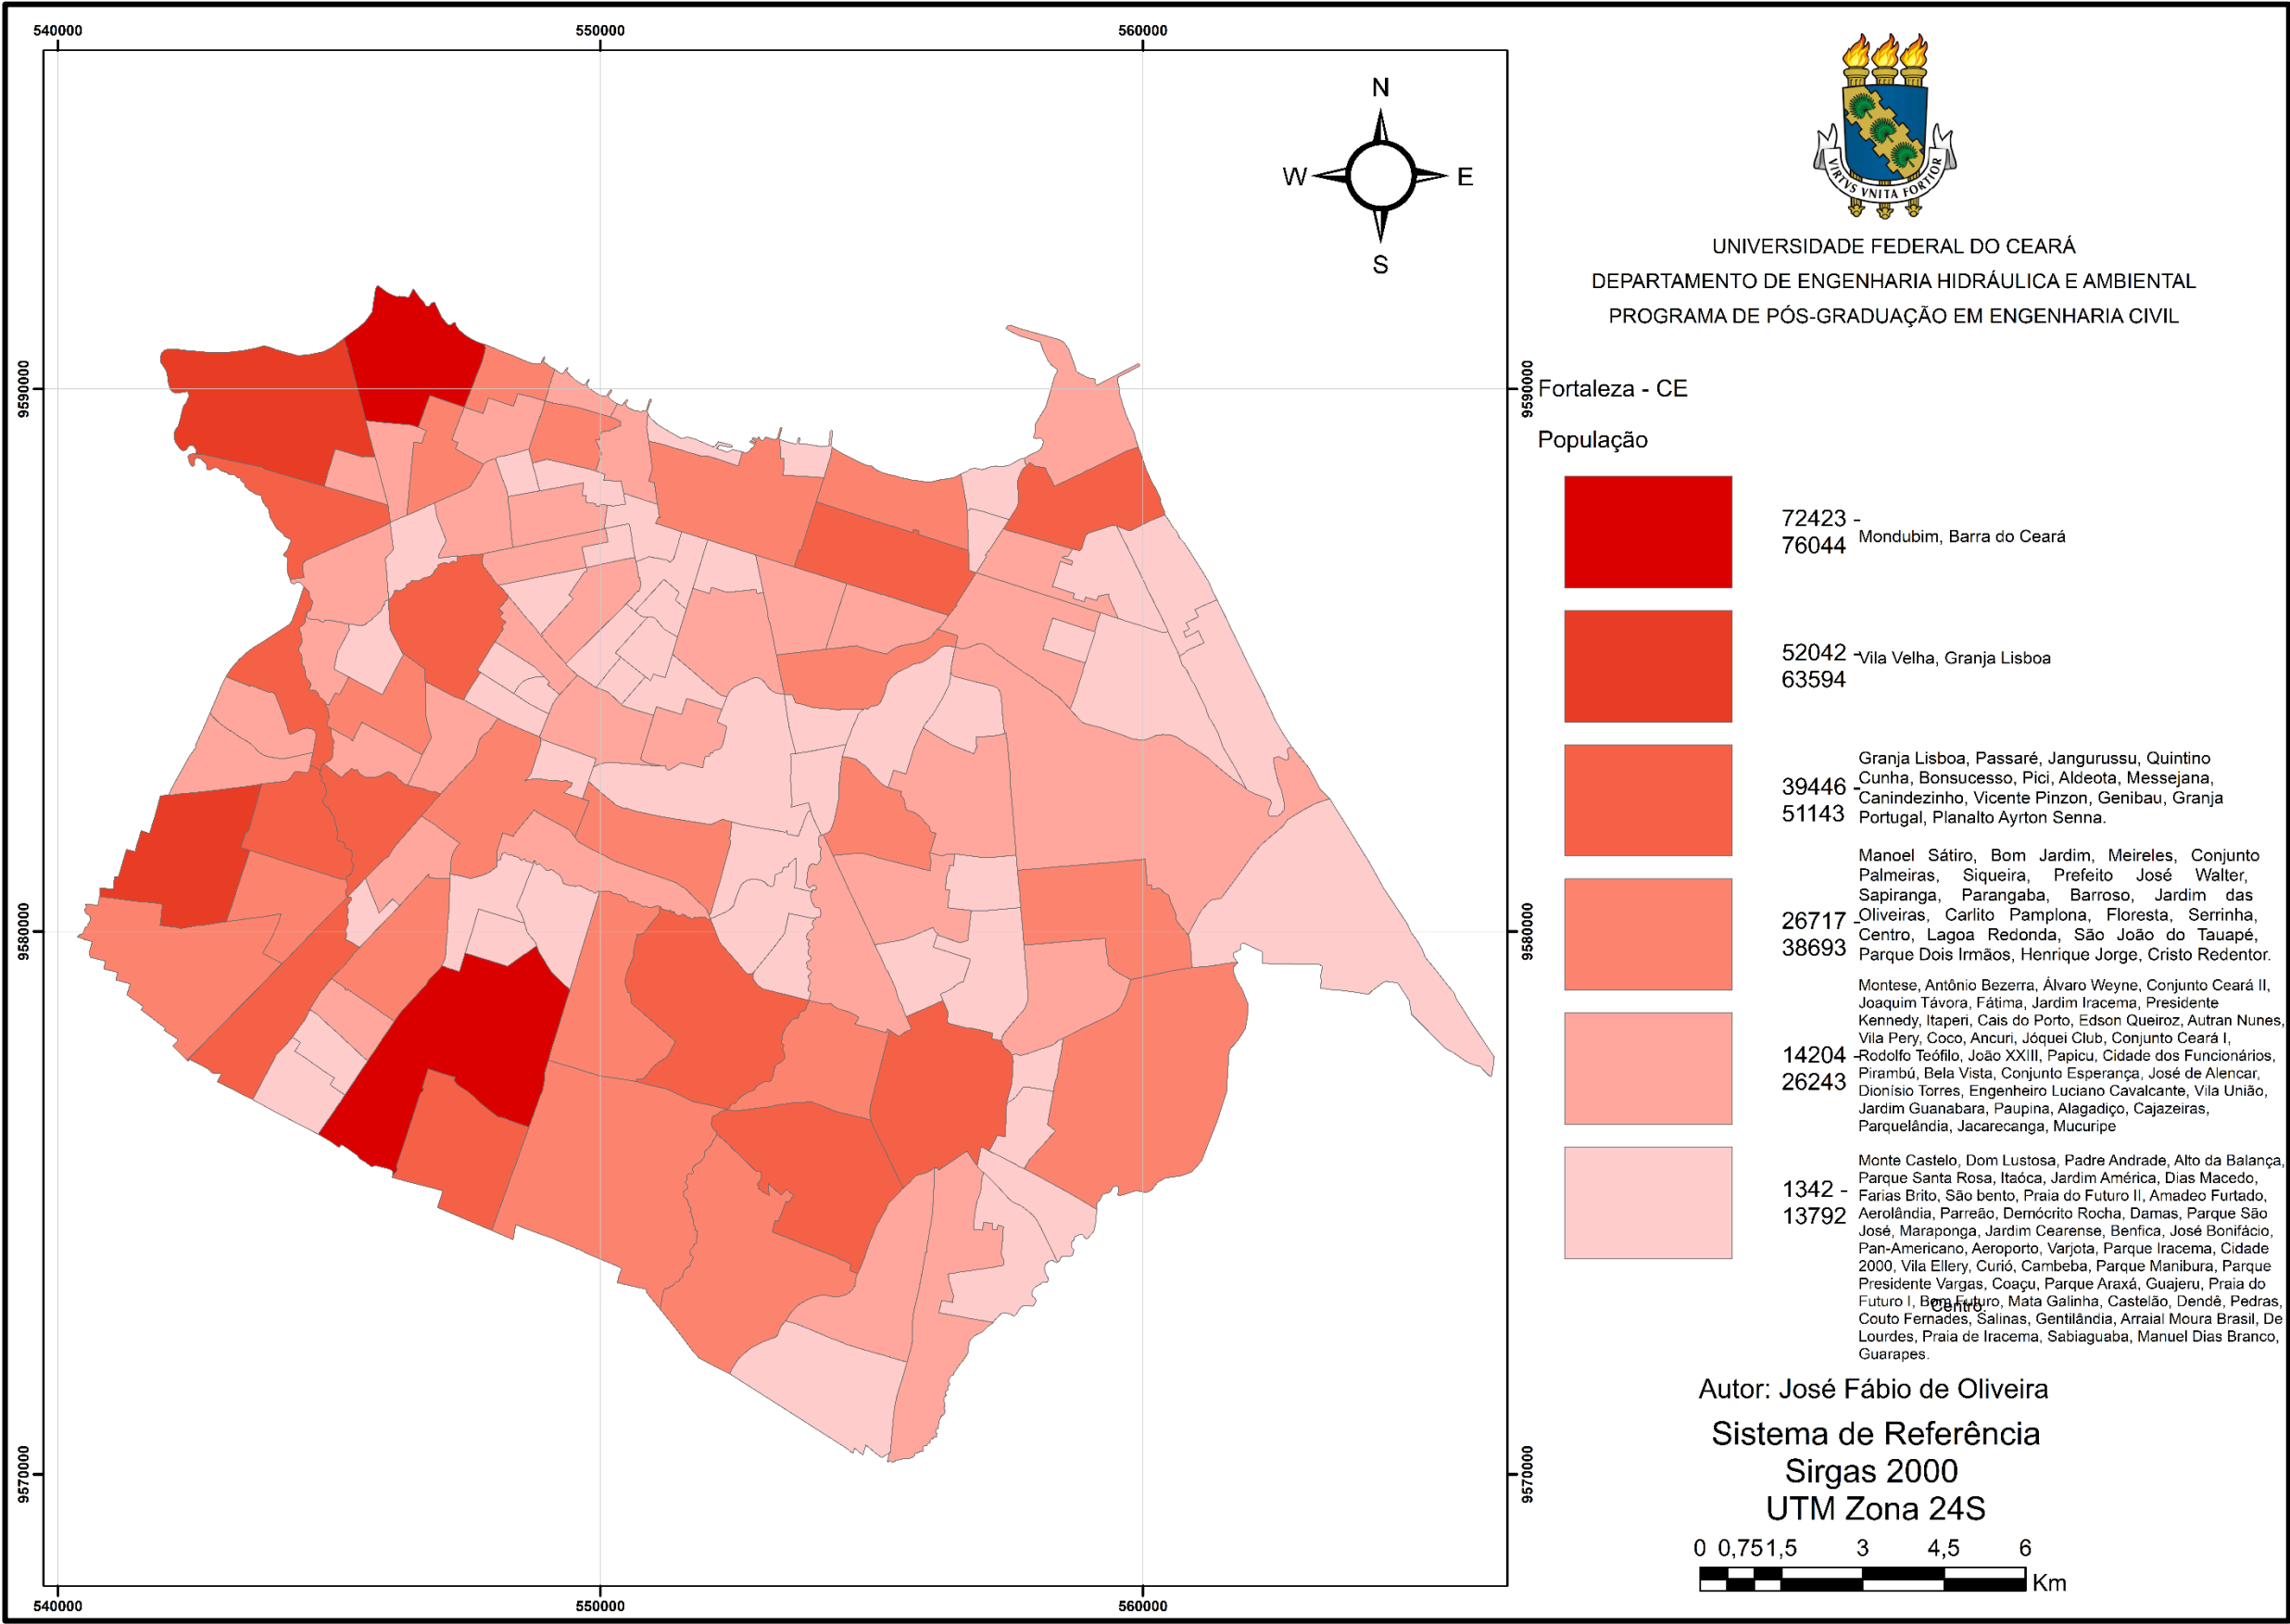 540000 550000 560000
N
W E
S
9590000 9590000
9580000 9580000
9570000 9570000
540000 550000 560000
VIRTVS VNITA FORTIOR
UNIVERSIDADE FEDERAL DO CEARÁ
DEPARTAMENTO DE ENGENHARIA HIDRÁULICA E AMBIENTAL
PROGRAMA DE PÓS-GRADUAÇÃO EM ENGENHARIA CIVIL
Fortaleza - CE
População
72423 -
76044
Mondubim, Barra do Ceará
52042 -
63594
Vila Velha, Granja Lisboa
39446 -
51143
Granja Lisboa, Passaré, Jangurussu, Quintino
Cunha, Bonsucesso, Pici, Aldeota, Messejana,
Canindezinho, Vicente Pinzon, Genibau, Granja
Portugal, Planalto Ayrton Senna.
26717 -
38693
Manoel Sátiro, Bom Jardim, Meireles, Conjunto
Palmeiras, Siqueira, Prefeito José Walter,
Sapiranga, Parangaba, Barroso, Jardim das
Oliveiras, Carlito Pamplona, Floresta, Serrinha,
Centro, Lagoa Redonda, São João do Tauapé,
Parque Dois Irmãos, Henrique Jorge, Cristo Redentor.
14204 -
26243
Montese, Antônio Bezerra, Álvaro Weyne, Conjunto Ceará II,
Joaquim Távora, Fátima, Jardim Iracema, Presidente
Kennedy, Itaperi, Cais do Porto, Edson Queiroz, Autran Nunes,
Vila Pery, Coco, Ancuri, Jóquei Club, Conjunto Ceará I,
Rodolfo Teófilo, João XXIII, Papicu, Cidade dos Funcionários,
Pirambú, Bela Vista, Conjunto Esperança, José de Alencar,
Dionísio Torres, Engenheiro Luciano Cavalcante, Vila União,
Jardim Guanabara, Paupina, Alagadiço, Cajazeiras,
Parquelândia, Jacarecanga, Mucuripe
1342 -
13792
Monte Castelo, Dom Lustosa, Padre Andrade, Alto da Balança,
Parque Santa Rosa, Itaóca, Jardim América, Dias Macedo,
Farias Brito, São bento, Praia do Futuro II, Amadeo Furtado,
Aerolândia, Parreão, Demócrito Rocha, Damas, Parque São
José, Maraponga, Jardim Cearense, Benfica, José Bonifácio,
Pan-Americano, Aeroporto, Varjota, Parque Iracema, Cidade
2000, Vila Ellery, Curió, Cambeba, Parque Manibura, Parque
Presidente Vargas, Coaçu, Parque Araxá, Guajeru, Praia do
Futuro I, Bom Futuro, Mata Galinha, Castelão, Dendê, Pedras,
Centro
Couto Fernades, Salinas, Gentilândia, Arraial Moura Brasil, De
Lourdes, Praia de Iracema, Sabiaguaba, Manuel Dias Branco,
Guarapes.
Autor: José Fábio de Oliveira
Sistema de Referência
Sirgas 2000
UTM Zona 24S
0 0,75 1,5 3 4,5 6
Km